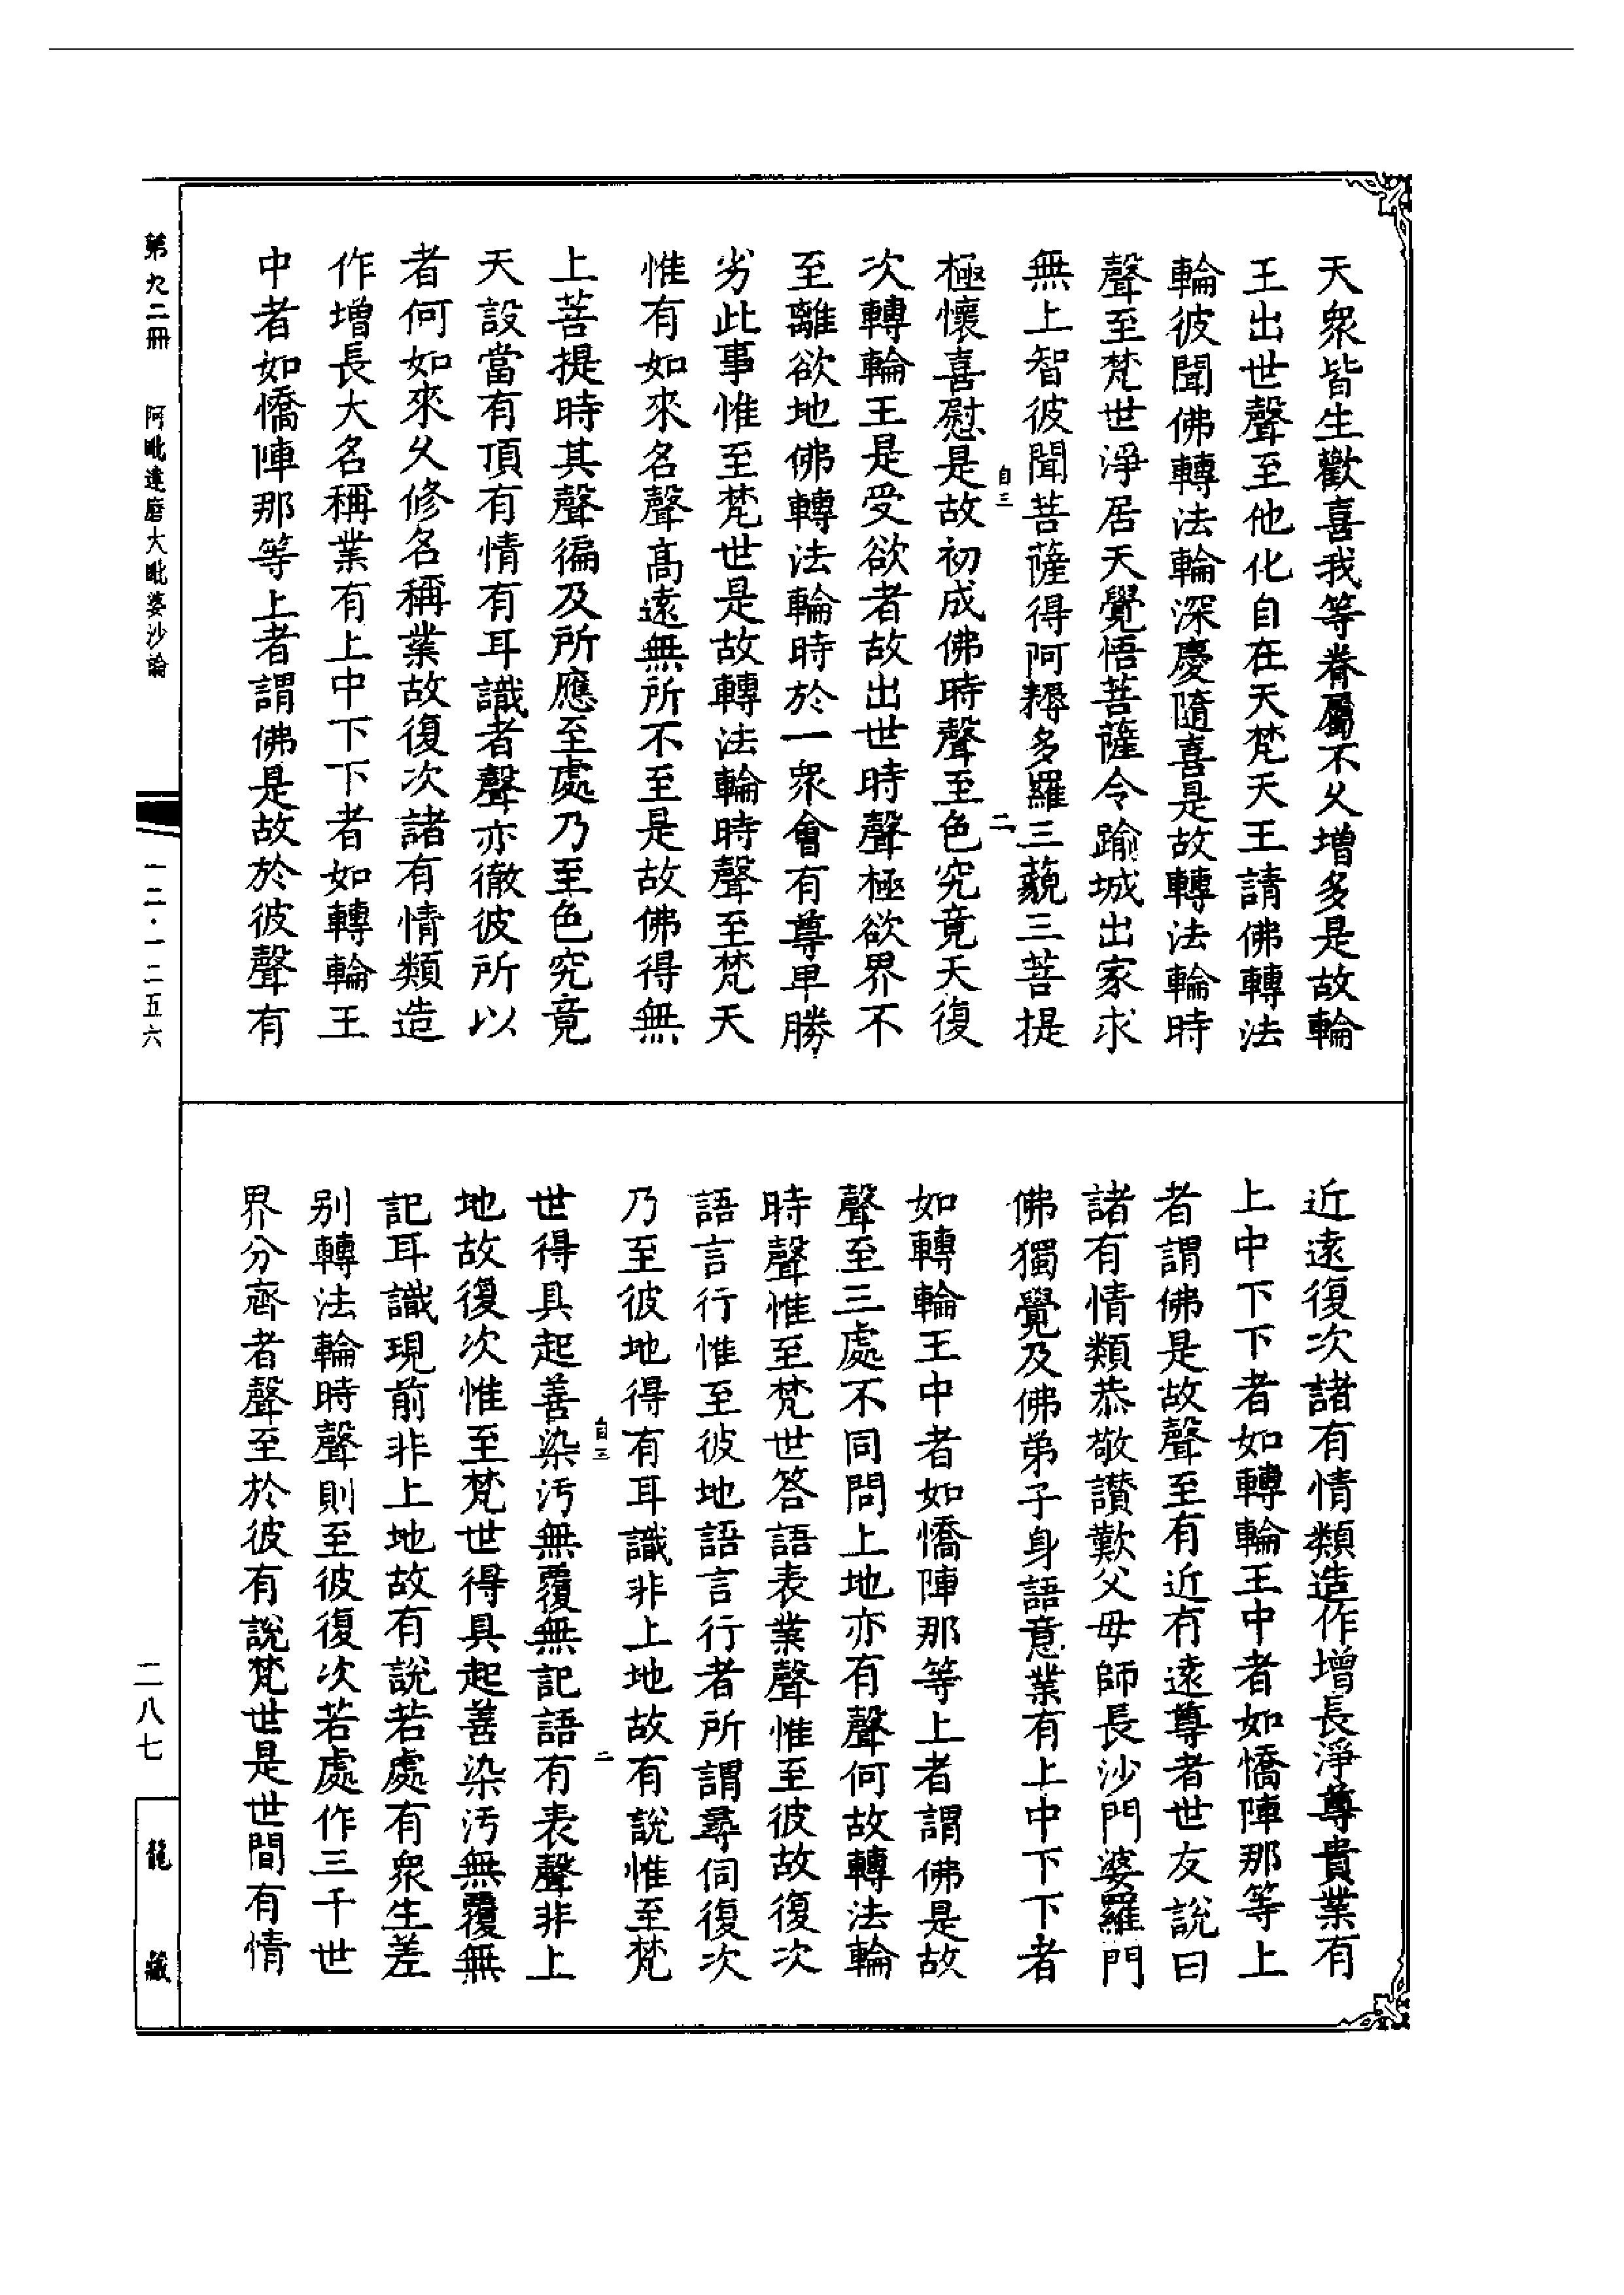 天衆皆生歡喜我等眷屬不久增多是故輪
王出世聲至他化自在天梵天王請佛轉法
輪彼聞佛轉法輪深慶隨喜是故轉法輪時
聲至梵世淨居天覺悟菩薩令踰城出家求
無上智彼聞菩薩得阿耨多羅三藐三菩提
自三
二
極懷喜慰是故初成佛時聲至色究竟天復
次轉輪王是受欲者故出世時聲極欲界不
至離欲地佛轉法輪時於一衆會有尊卑勝
劣此事惟至梵世是故轉法輪時聲至梵天
惟有如來名聲高遠無所不至是故佛得無
上菩提時其聲徧及所應至處乃至色究竟
天設當有頂有情有耳識者聲亦徹彼所以
者何如來久修名稱業故復次諸有情類造
作增長大名稱業有上中下下者如轉輪王
中者如憍陣那等上者謂佛是故於彼聲有
近遠復次諸有情類造作增長淨尊貴業有
上中下下者如轉輪王中者如憍陣那等上
者謂佛是故聲至有近有遠尊者世友說曰
諸有情類恭敬讃歎父母師長沙門婆羅門
佛獨覺及佛弟子身語意業有上中下下者
如轉輪王中者如憍陣那等上者謂佛是故
聲至三處不同問上地亦有聲何故轉法輪
時聲惟至梵世答語表業聲惟至彼故復次
語言行惟至彼地語言行者所謂尋伺復次
乃至彼地得有耳識非上地故有說惟至梵
自三
二
世得具起善染汚無覆無記語有表聲非上
地故復次惟至梵世得具起善染汚無覆無
記耳識現前非上地故有說若處有衆生差
别轉法輪時聲則至彼復次若處作三千世
界分齊者聲至於彼有說梵世是世間有情
第九二冊
阿毗達磨大毗婆沙論
一二·一二五六
二八七
龍藏